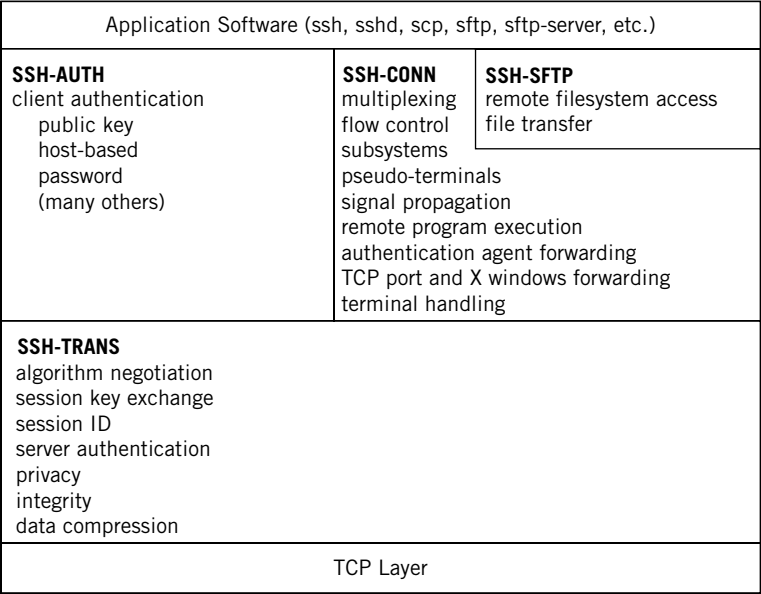 Application Software (ssh, sshd, scp, sftp, sftp-server, etc.)
SSH-AUTH
client authentication
public key
host-based
password
(many others)
SSH-CONN
multiplexing
flow control
subsystems
pseudo-terminals
signal propagation
remote program execution
authentication agent forwarding
TCP port and X windows forwarding
terminal handling
SSH-SFTP
remote filesystem access
file transfer
SSH-TRANS
algorithm negotiation
session key exchange
session ID
server authentication
privacy
integrity
data compression
TCP Layer